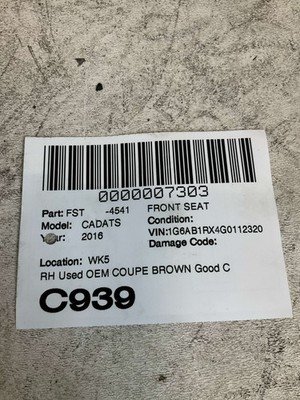 0000007303
Part: FST -4541 FRONT SEAT
Model: CADATS Condition:
Year: 2016 VIN:1G6AB1RX4G0112320
Damage Code:
Location: WK5
RH Used OEM COUPE BROWN Good C
C939